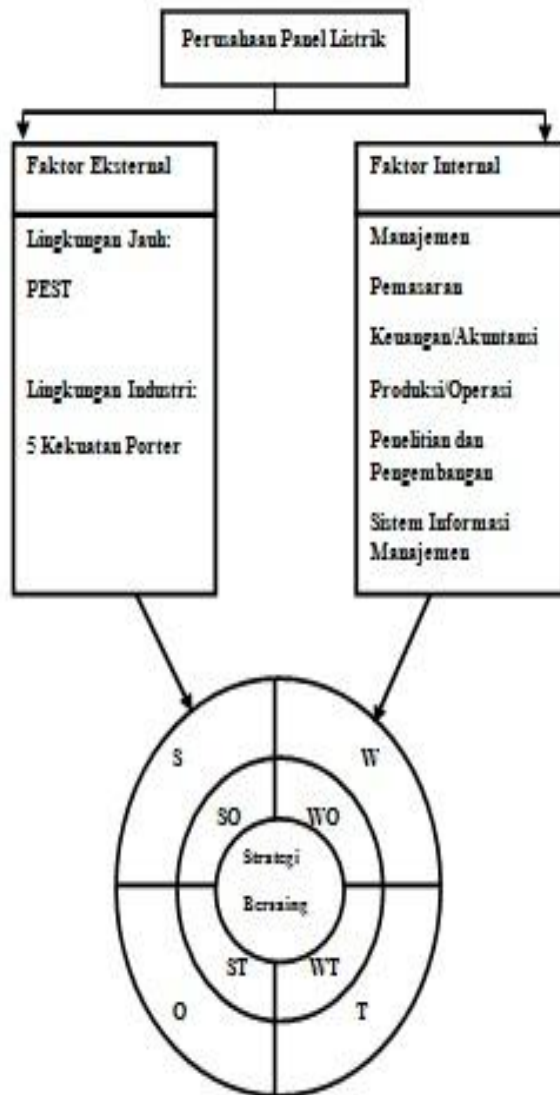 Perusahaan Panel Listrik
Faktor Eksternal
Lingkungan Jauh:
PEST
Lingkungan Industri:
5 Kekuatan Porter
Faktor Internal
Manajemen
Pemasaran
Keuangan/Akuntansi
Produksi/Operasi
Penelitian dan
Pengembangan
Sistem Informasi
Manajemen
S
W
SO
WO
Strategi
Bersaing
ST
WT
O
T